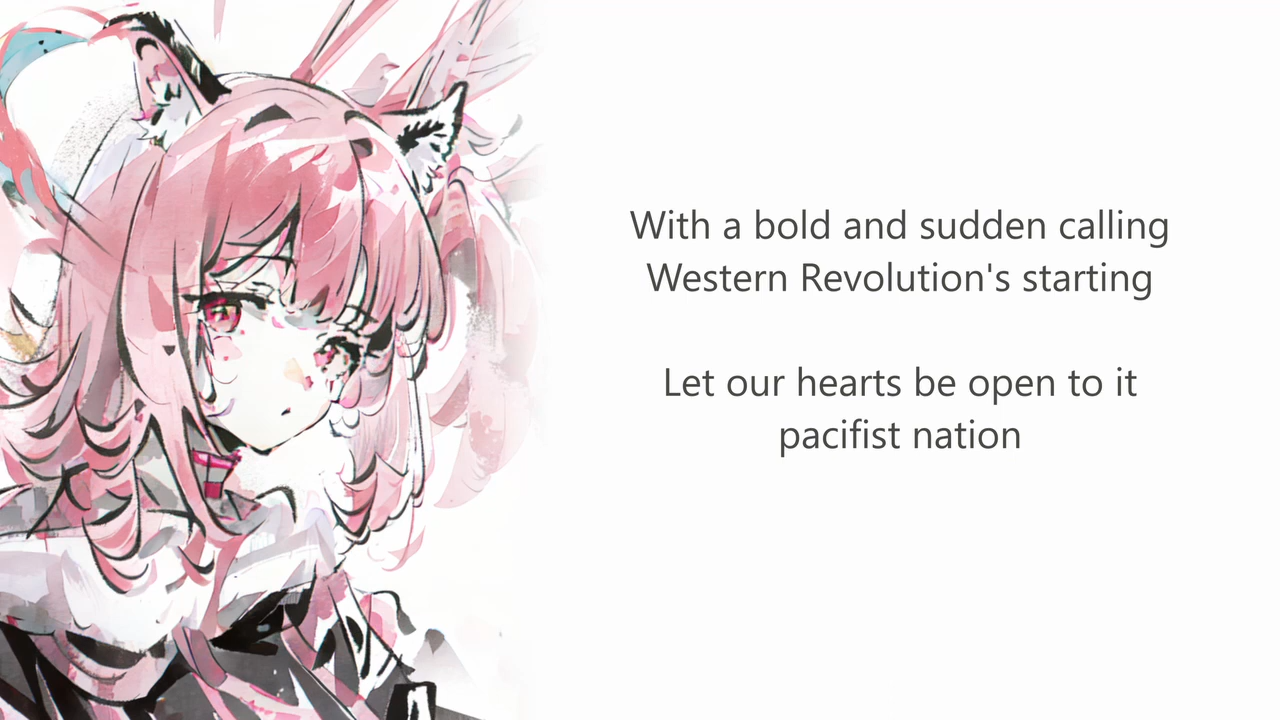 With a bold and sudden calling
Western Revolution's starting
Let our hearts be open to it
pacifist nation